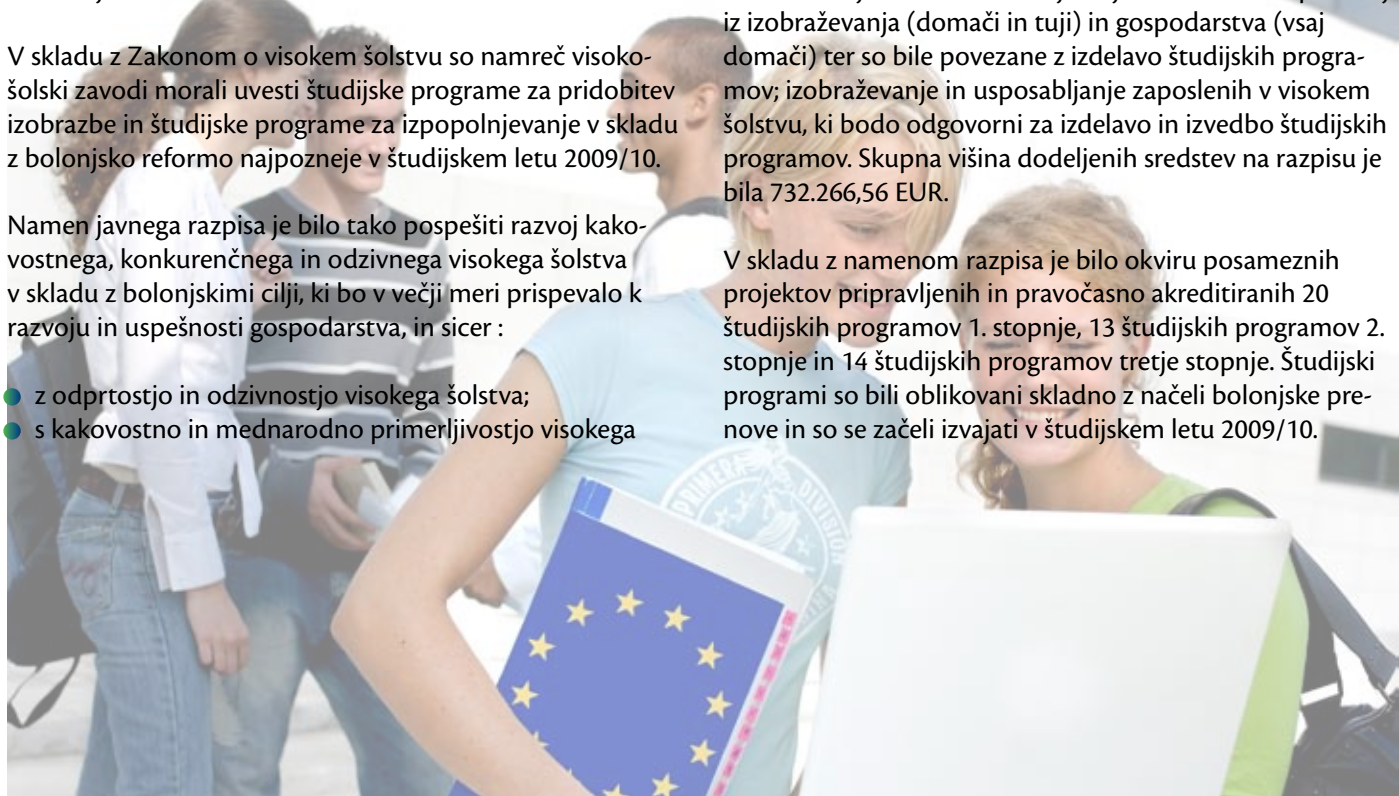 V skladu z Zakonom o visokem šolstvu so namreč visoko-
šolski zavodi morali uvesti študijske programe za pridobitev
izobrazbe in študijske programe za izpopolnjevanje v skladu
z bolonjsko reformo najpozneje v študijskem letu 2009/10.
Namen javnega razpisa je bilo tako pospešiti razvoj kako-
vostnega, konkurenčnega in odzivnega visokega šolstva
v skladu z bolonjskimi cilji, ki bo v večji meri prispevalo k
razvoju in uspešnosti gospodarstva, in sicer :
z odprtostjo in odzivnostjo visokega šolstva;
s kakovostno in mednarodno primerljivostjo visokega
iz izobraževanja (domači in tuji) in gospodarstva (vsaj
domači) ter so bile povezane z izdelavo študijskih progra-
mov; izobraževanje in usposabljanje zaposlenih v visokem
šolstvu, ki bodo odgovorni za izdelavo in izvedbo študijskih
programov. Skupna višina dodeljenih sredstev na razpisu je
bila 732.266,56 EUR.
V skladu z namenom razpisa je bilo okviru posameznih
projektov pripravljenih in pravočasno akreditiranih 20
študijskih programov 1. stopnje, 13 študijskih programov 2.
stopnje in 14 študijskih programov tretje stopnje. Študijski
programi so bili oblikovani skladno z načeli bolonjske pre-
nove in so se začeli izvajati v študijskem letu 2009/10.
PRIMERA DIVISION